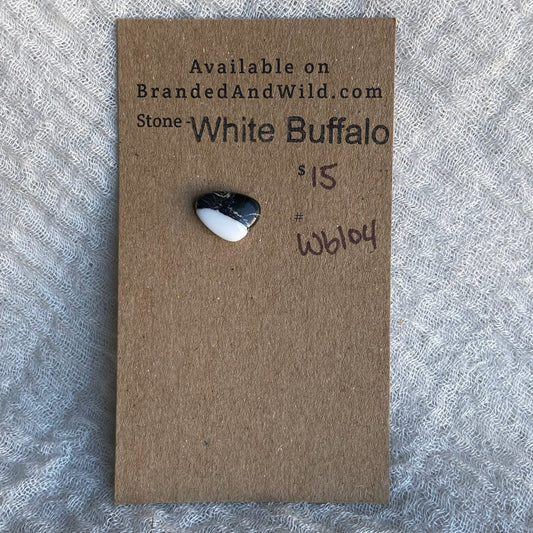 Available on
BrandedAndWild.com
Stone - White Buffalo
$ 15
#
Wb104